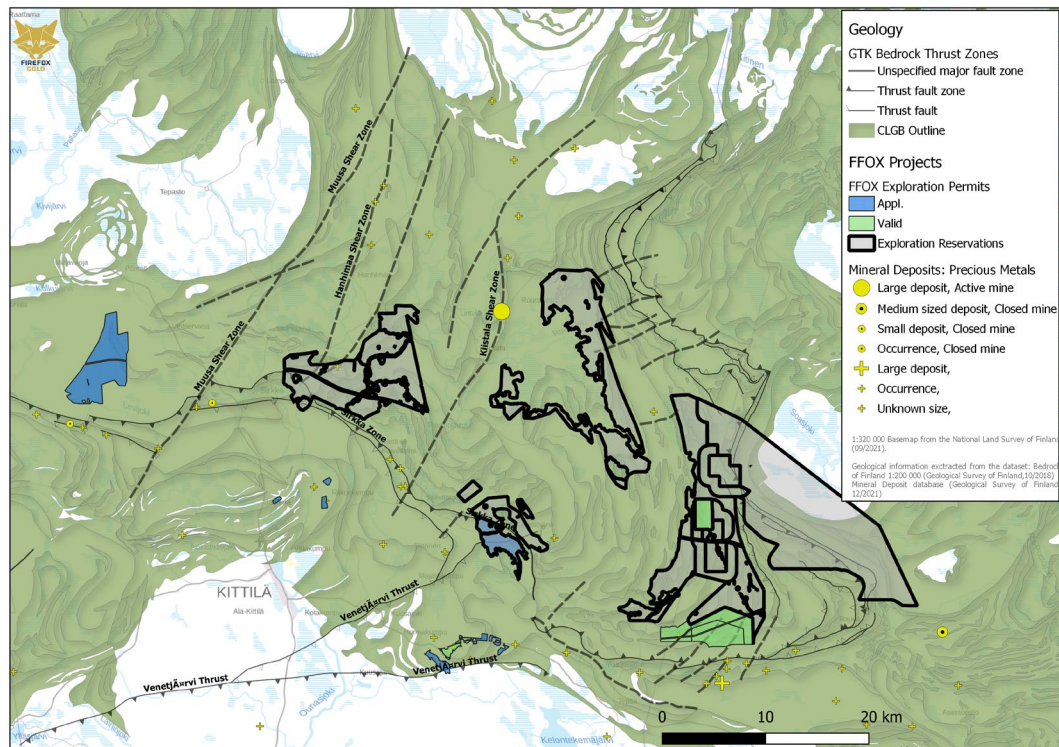 FIREFOX
GOLD
Tepasto
Muusa Shear Zone
Hanhimaa Shear Zone
Kiistala Shear Zone
Muusa Shear Zone
Sirkka Zone
Sirkka Zone
KITTILÄ
Ala-Kittilä
VenetjÃ¤rvi Thrust
VenetjÃ¤rvi Thrust
VenetjÃ¤rvi Thrust
Ounasjoki
Kelontekemäjärvi
0 10 20 km
Geology
GTK Bedrock Thrust Zones
Unspecified major fault zone
Thrust fault zone
Thrust fault
CLGB Outline
FFOX Projects
FFOX Exploration Permits
Appl.
Valid
Exploration Reservations
Mineral Deposits: Precious Metals
Large deposit, Active mine
Medium sized deposit, Closed mine
Small deposit, Closed mine
Occurrence, Closed mine
Large deposit,
Occurrence,
Unknown size,
1:320 000 Basemap from the National Land Survey of Finland
(09/2021).
Geological information exctracted from the dataset: Bedrock
of Finland 1:200 000 (Geological Survey of Finland,10/2018)
Mineral Deposit database (Geological Survey of Finland
12/2021)